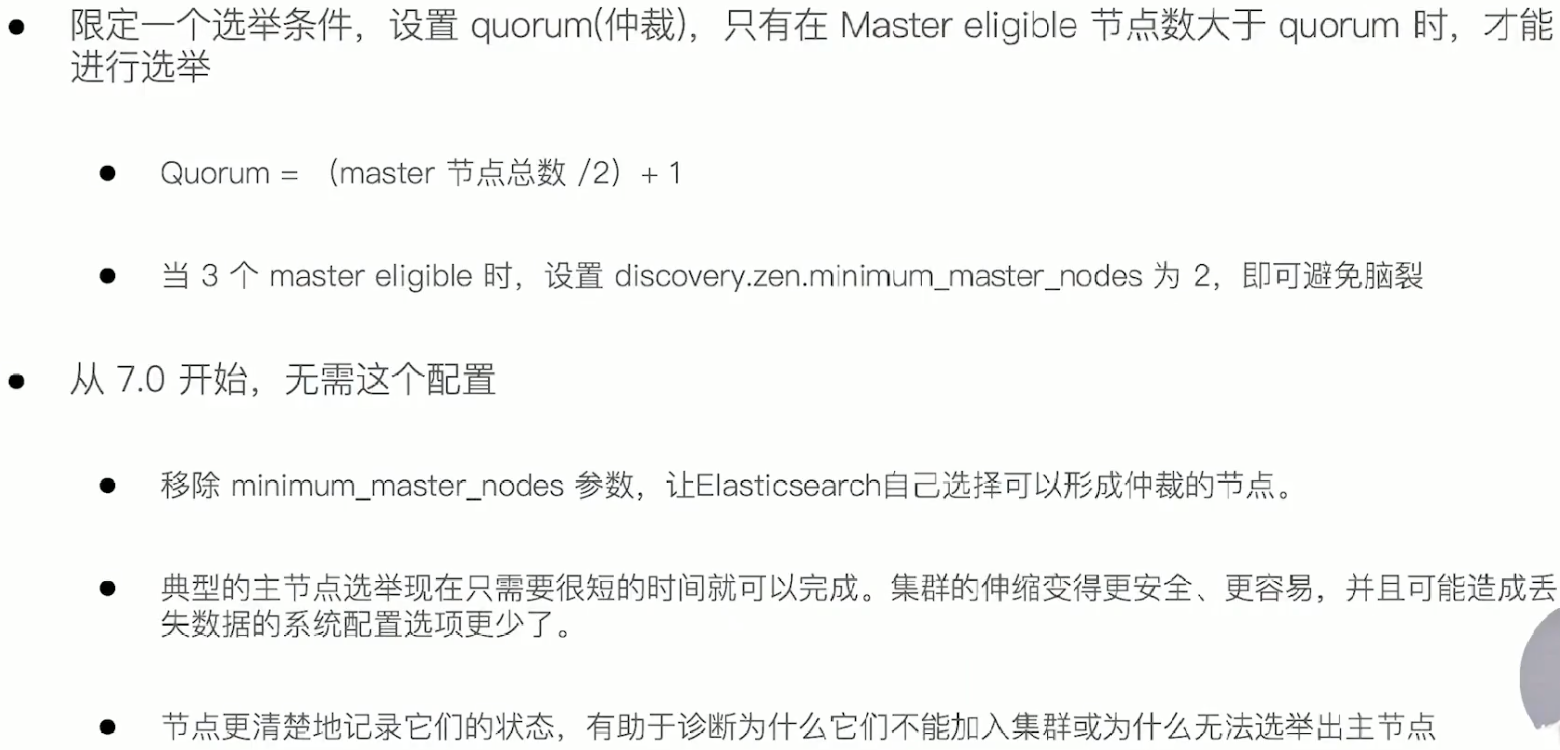 限定一个选举条件，设置 quorum(仲裁)，只有在 Master eligible 节点数大于 quorum 时，才能
进行选举
Quorum = （master 节点总数 /2）+ 1
当 3 个 master eligible 时，设置 discovery.zen.minimum_master_nodes 为 2，即可避免脑裂
从 7.0 开始，无需这个配置
移除 minimum_master_nodes 参数，让Elasticsearch自己选择可以形成仲裁的节点。
典型的主节点选举现在只需要很短的时间就可以完成。集群的伸缩变得更安全、更容易，并且可能造成丢
失数据的系统配置选项更少了。
节点更清楚地记录它们的状态，有助于诊断为什么它们不能加入集群或为什么无法选举出主节点